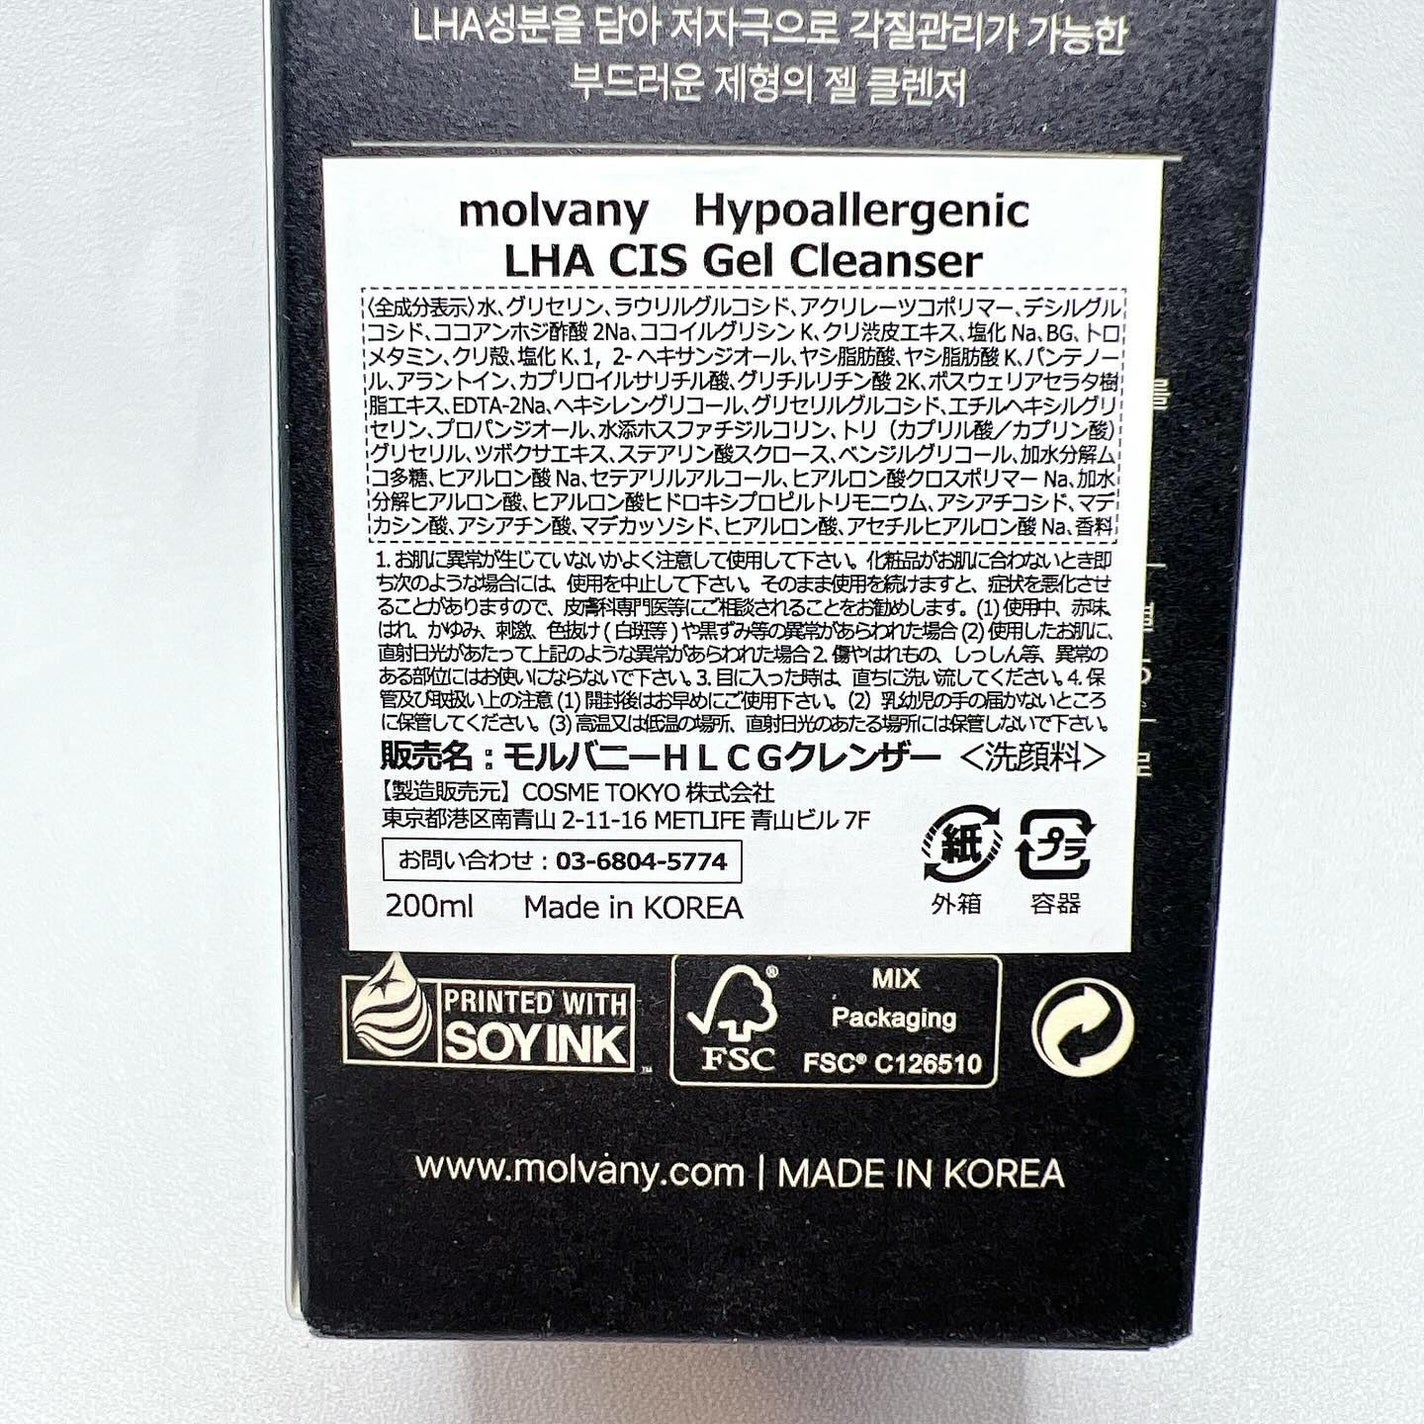 LHA성분을 담아 저자극으로 각질관리가 가능한
부드러운 제형의 젤 클렌저
molvany Hypoallergenic
LHA CIS Gel Cleanser
〈全成分表示〉水、グリセリン、ラウリルグルコシド、アクリレーツコポリマー、デシルグル
コシド、ココアンホジ酢酸 2Na、ココイルグリシン K、クリ渋皮エキス、塩化 Na、BG、トロ
メタミン、クリ殻、塩化 K、1，2- ヘキサンジオール、ヤシ脂肪酸、ヤシ脂肪酸 K、パンテノー
ル、アラントイン、カプリロイルサリチル酸、グリチルリチン酸 2K、ボスウェリアセラタ樹
脂エキス、EDTA-2Na、ヘキシレングリコール、グリセリルグルコシド、エチルヘキシルグリ
セリン、プロパンジオール、水添ホスファチジルコリン、トリ（カプリル酸／カプリン酸）
グリセリル、ツボクサエキス、ステアリン酸スクロース、ベンジルグリコール、加水分解ム
コ多糖、ヒアルロン酸 Na、セテアリルアルコール、ヒアルロン酸クロスポリマー Na、加水
分解ヒアルロン酸、ヒアルロン酸ヒドロキシプロピルトリモニウム、アシアチコシド、マデ
カシン酸、アシアチン酸、マデカッソシド、ヒアルロン酸、アセチルヒアルロン酸 Na、香料
1. お肌に異常が生じていないかよく注意して使用して下さい。化粧品がお肌に合わないとき即
ち次のような場合には、使用を中止して下さい。そのまま使用を続けますと、症状を悪化させ
ることがありますので、皮膚科専門医等にご相談されることをお勧めします。(1) 使用中、赤味、
はれ、かゆみ、刺激、色抜け ( 白斑等 ) や黒ずみ等の異常があらわれた場合 (2) 使用したお肌に、
直射日光があたって上記のような異常があらわれた場合 2. 傷やはれもの、しっしん等、異常の
ある部位にはお使いにならないで下さい。3. 目に入った時は、直ちに洗い流してください。4. 保
管及び取扱い上の注意 (1) 開封後はお早めにご使用下さい。(2) 乳幼児の手の届かないところ
に保管してください。(3) 高温又は低温の場所、直射日光のあたる場所には保管しないで下さい。
販売名：モルバニーＨＬＣＧクレンザー ＜洗顔料＞
【製造販売元】COSME TOKYO 株式会社
東京都港区南青山 2-11-16 METLIFE 青山ビル 7F
お問い合わせ：03-6804-5774
紙
プラ
外箱
容器
200ml Made in KOREA
PRINTED WITH
SOY INK
™
FSC
®
MIX
Packaging
FSC® C126510
www.molvany.com | MADE IN KOREA